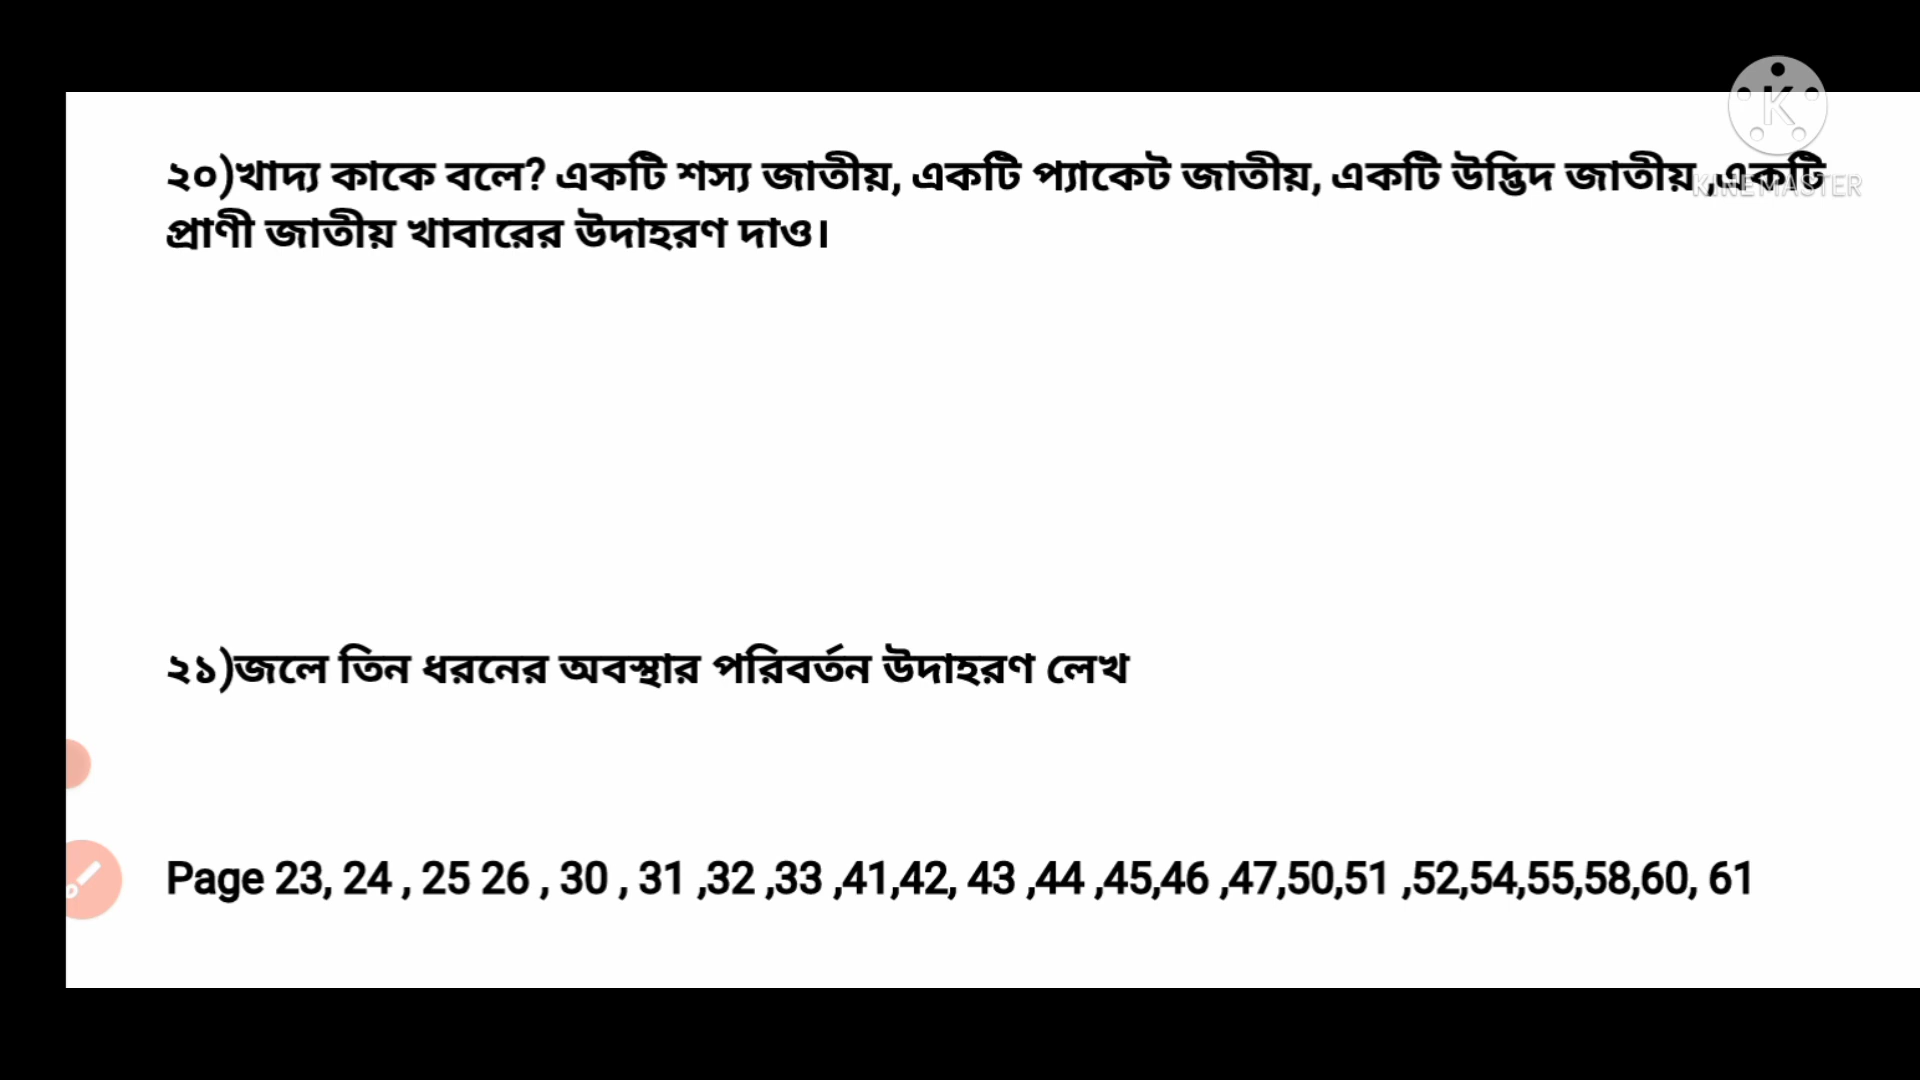 ২০)খাদ্য কাকে বলে? একটি শস্য জাতীয়, একটি প্যাকেট জাতীয়, একটি উদ্ভিদ জাতীয় ,একটি
প্রাণী জাতীয় খাবারের উদাহরণ দাও।
KINEMASTER
২১)জলে তিন ধরনের অবস্থার পরিবর্তন উদাহরণ লেখ
Page 23, 24 , 25 26 , 30 , 31 ,32 ,33 ,41,42, 43 ,44 ,45,46 ,47,50,51 ,52,54,55,58,60, 61